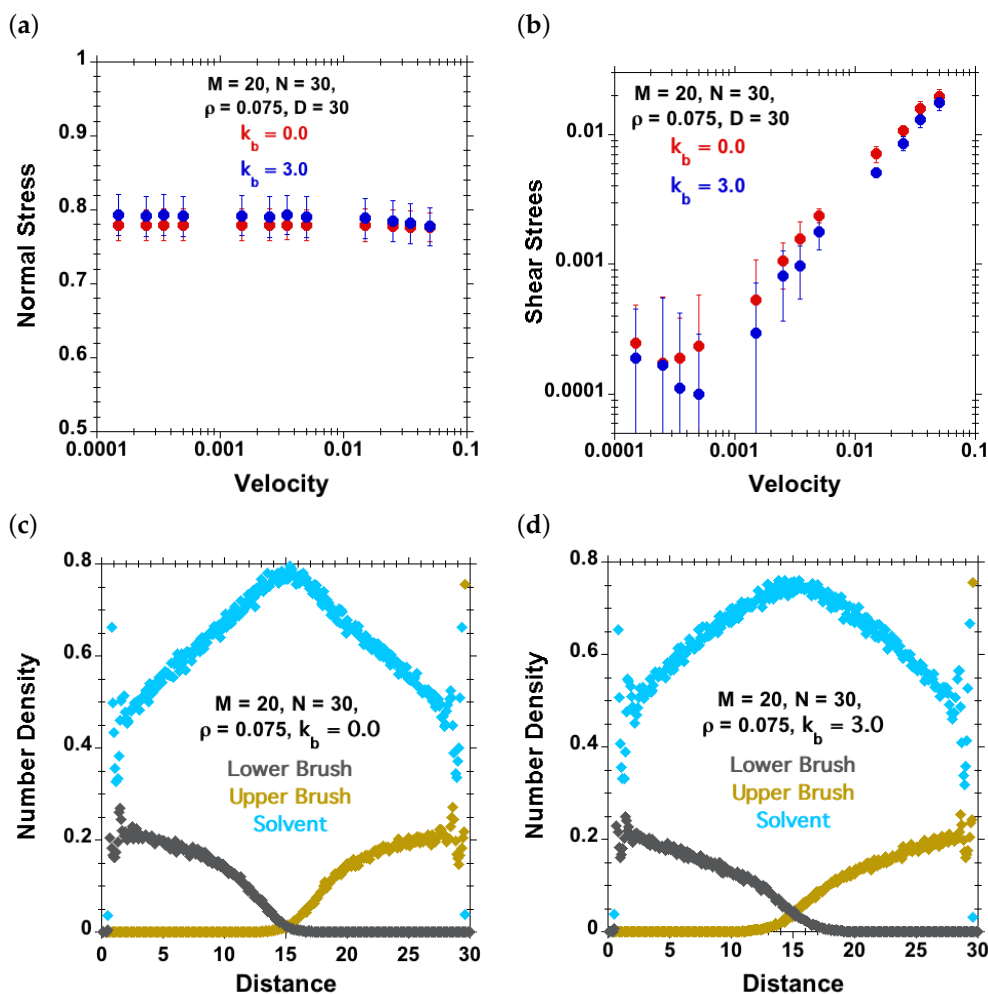 (a)
Normal Stress
1
0.9
0.8
0.7
0.6
0.5
M = 20, N = 30,
ρ = 0.075, D = 30
k_b = 0.0
k_b = 3.0
0.0001
0.001
0.01
0.1
Velocity
(b)
Shear Strees
0.01
0.001
0.0001
M = 20, N = 30,
ρ = 0.075, D = 30
k_b = 0.0
k_b = 3.0
0.0001
0.001
0.01
0.1
Velocity
(c)
Number Density
0.8
0.6
0.4
0.2
0
M = 20, N = 30,
ρ = 0.075, k_b = 0.0
Lower Brush
Upper Brush
Solvent
0
5
10
15
20
25
30
Distance
(d)
Number Density
0.8
0.6
0.4
0.2
0
M = 20, N = 30,
ρ = 0.075, k_b = 3.0
Lower Brush
Upper Brush
Solvent
0
5
10
15
20
25
30
Distance